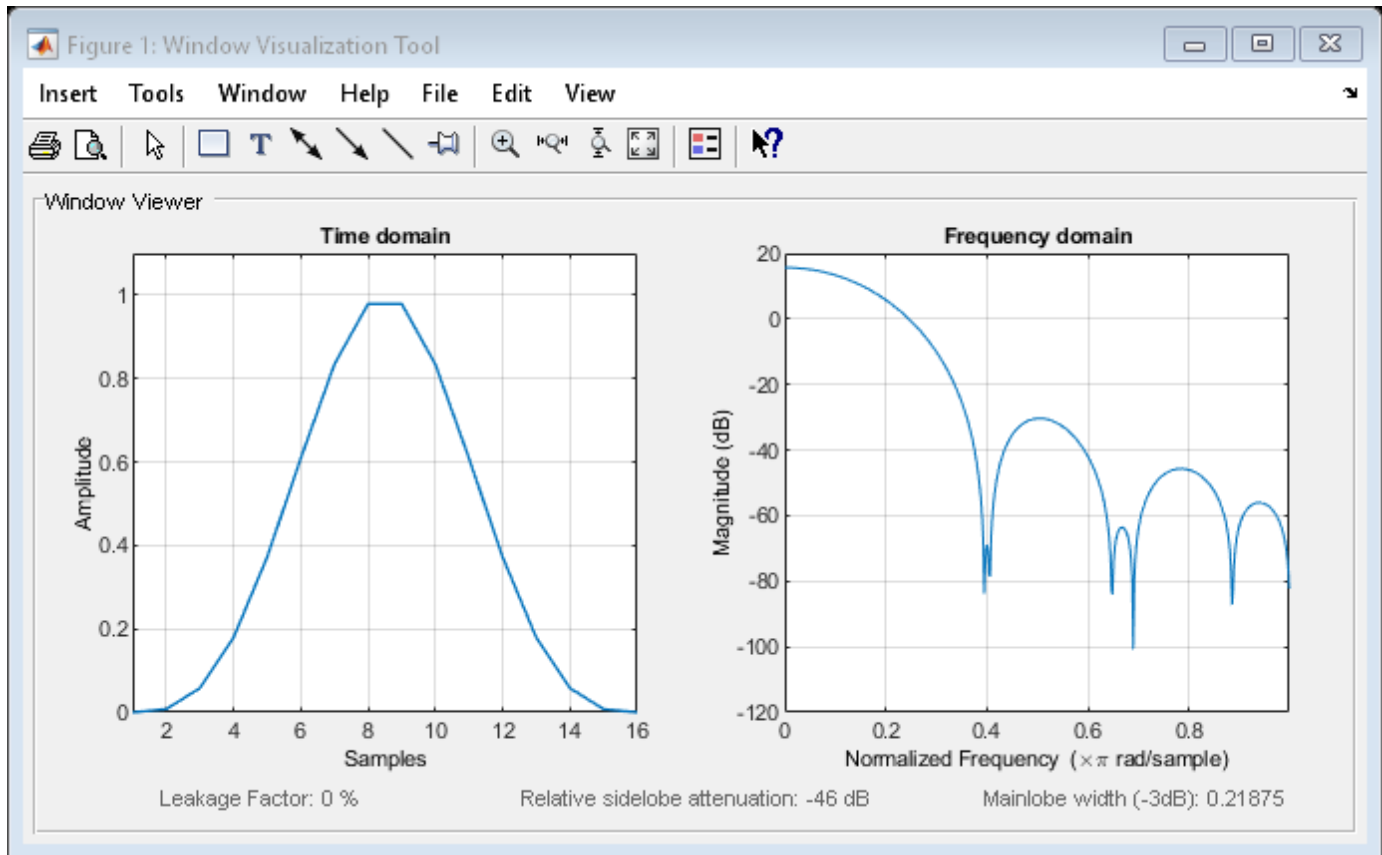 Figure 1: Window Visualization Tool
Insert Tools Window Help File Edit View
T
?
Window Viewer
Time domain
Amplitude
1
0.8
0.6
0.4
0.2
0
2 4 6 8 10 12 14 16
Samples
Frequency domain
Magnitude (dB)
20
0
-20
-40
-60
-80
-100
-120
0 0.2 0.4 0.6 0.8
Normalized Frequency (×π rad/sample)
Leakage Factor: 0 % Relative sidelobe attenuation: -46 dB Mainlobe width (-3dB): 0.21875